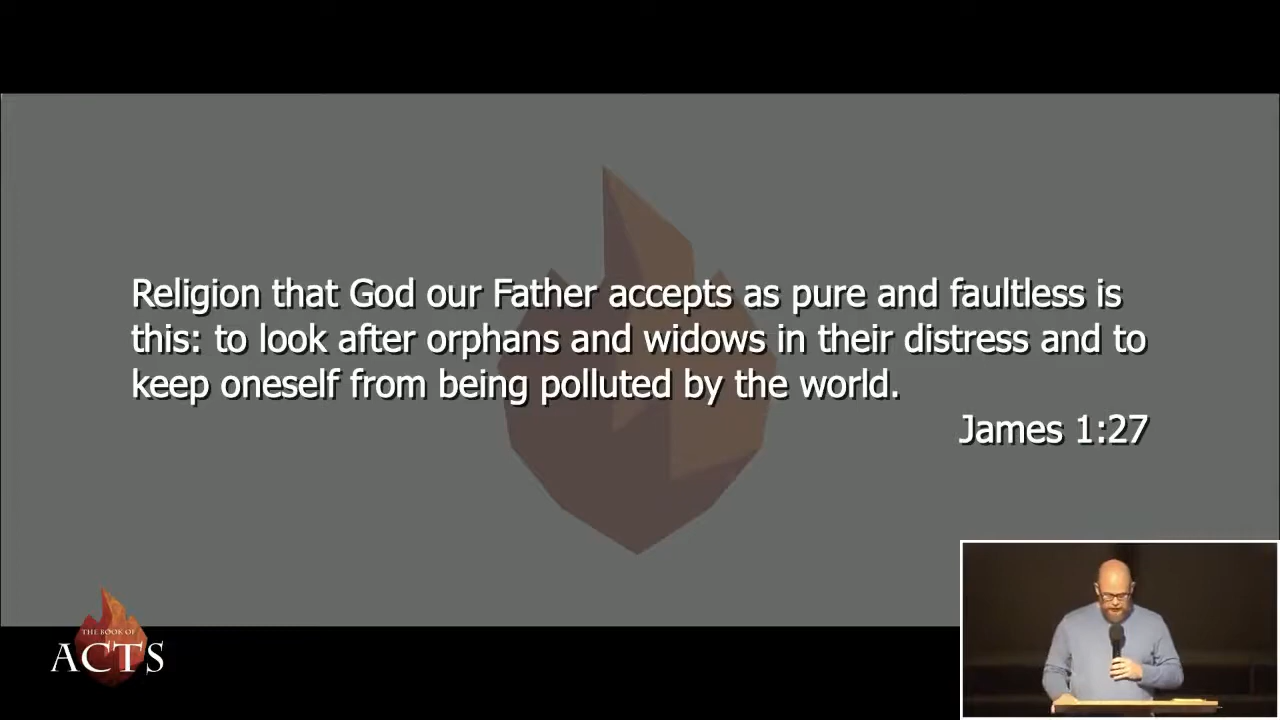 Religion that God our Father accepts as pure and faultless is
this: to look after orphans and widows in their distress and to
keep oneself from being polluted by the world.
James 1:27
THE BOOK OF
ACTS